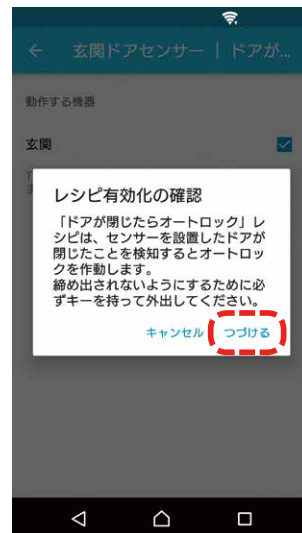 玄関ドアセンサー | ドアが...
動作する機器
玄関
レシピ有効化の確認
「ドアが閉じたらオートロック」レ
シピは、センサーを設置したドアが
閉じたことを検知するとオートロッ
クを作動します。
締め出されないようにするために必
ずキーを持って外出してください。
キャンセル つづける